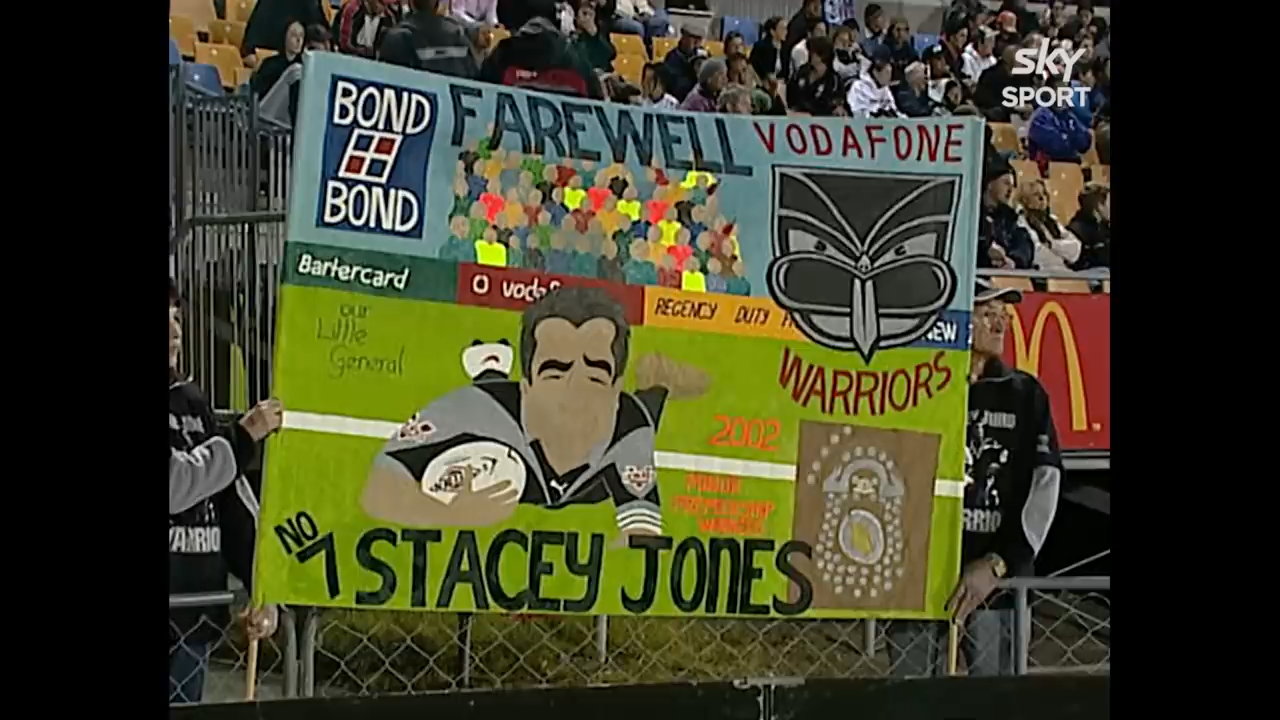 sky
SPORT
BOND
BOND
FAREWELL
VODAFONE
Bartercard
vodaf
REGENCY DUTY
NEW
our
Little
General
WARRIORS
2002
MINOR
PREMIERSHIP
WINNERS
NO
7 STACEY JONES